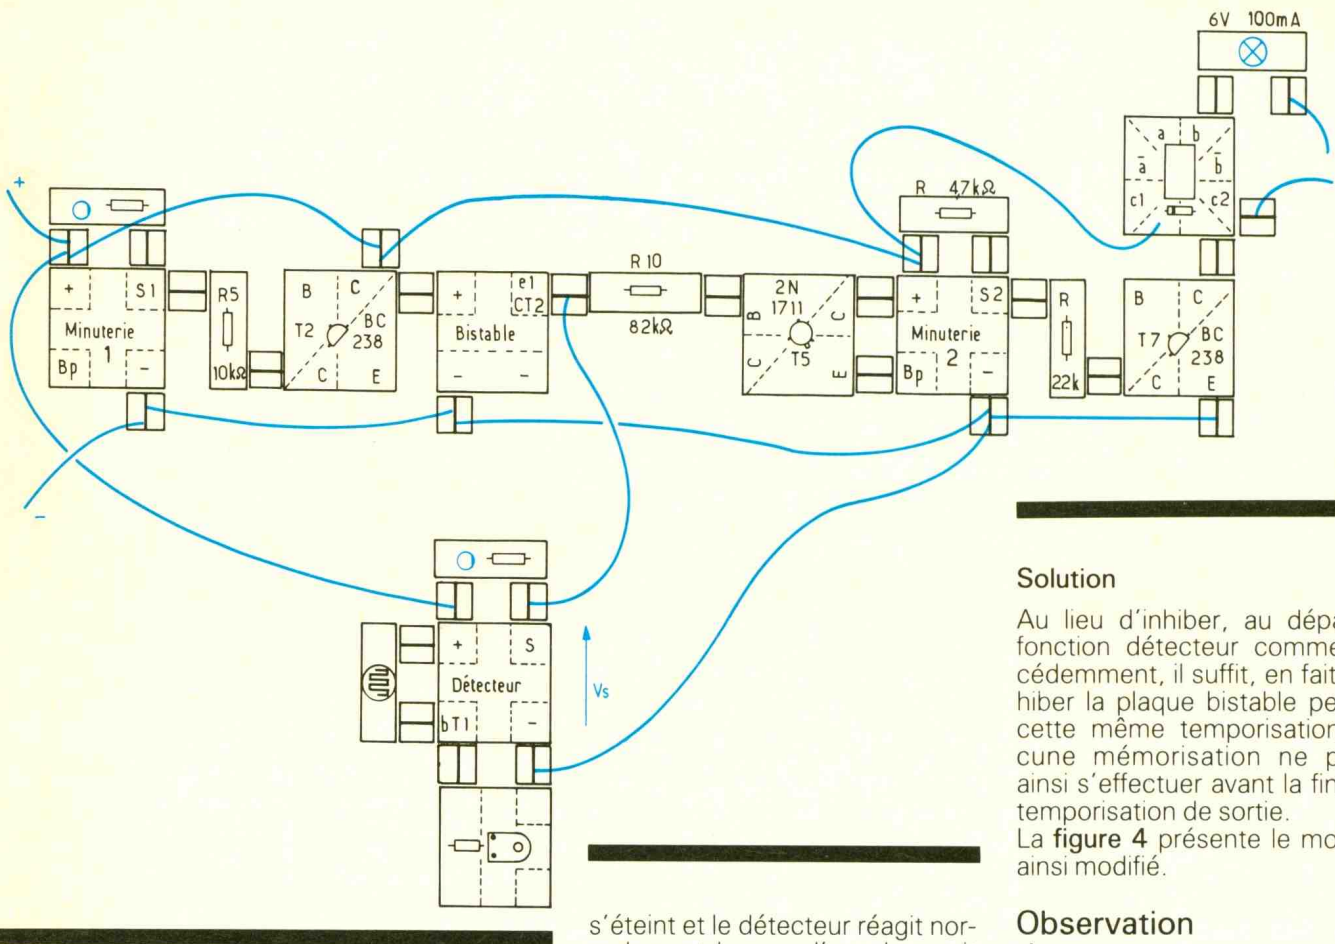 6V 100mA
a b
a b
c1 c2
+
R 47kΩ
R 10
82kΩ
+ S1
Minuterie
1
Bp -
R5
10kΩ
B C
T2 BC
238
C E
+ e1
CT2
Bistable
- -
2N
1711
B C
T5
C E
+ S2
Minuterie
2
Bp -
R
22k
B C
T7 BC
238
C E
-
+ S
Détecteur
bT1 -
Vs
s'éteint et le détecteur réagit nor-
Solution
Au lieu d'inhiber, au dépa
fonction détecteur comme
cédemment, il suffit, en fait
hiber la plaque bistable pe
cette même temporisation
cune mémorisation ne p
ainsi s'effectuer avant la fin
temporisation de sortie.
La figure 4 présente le mo
ainsi modifié.
Observation